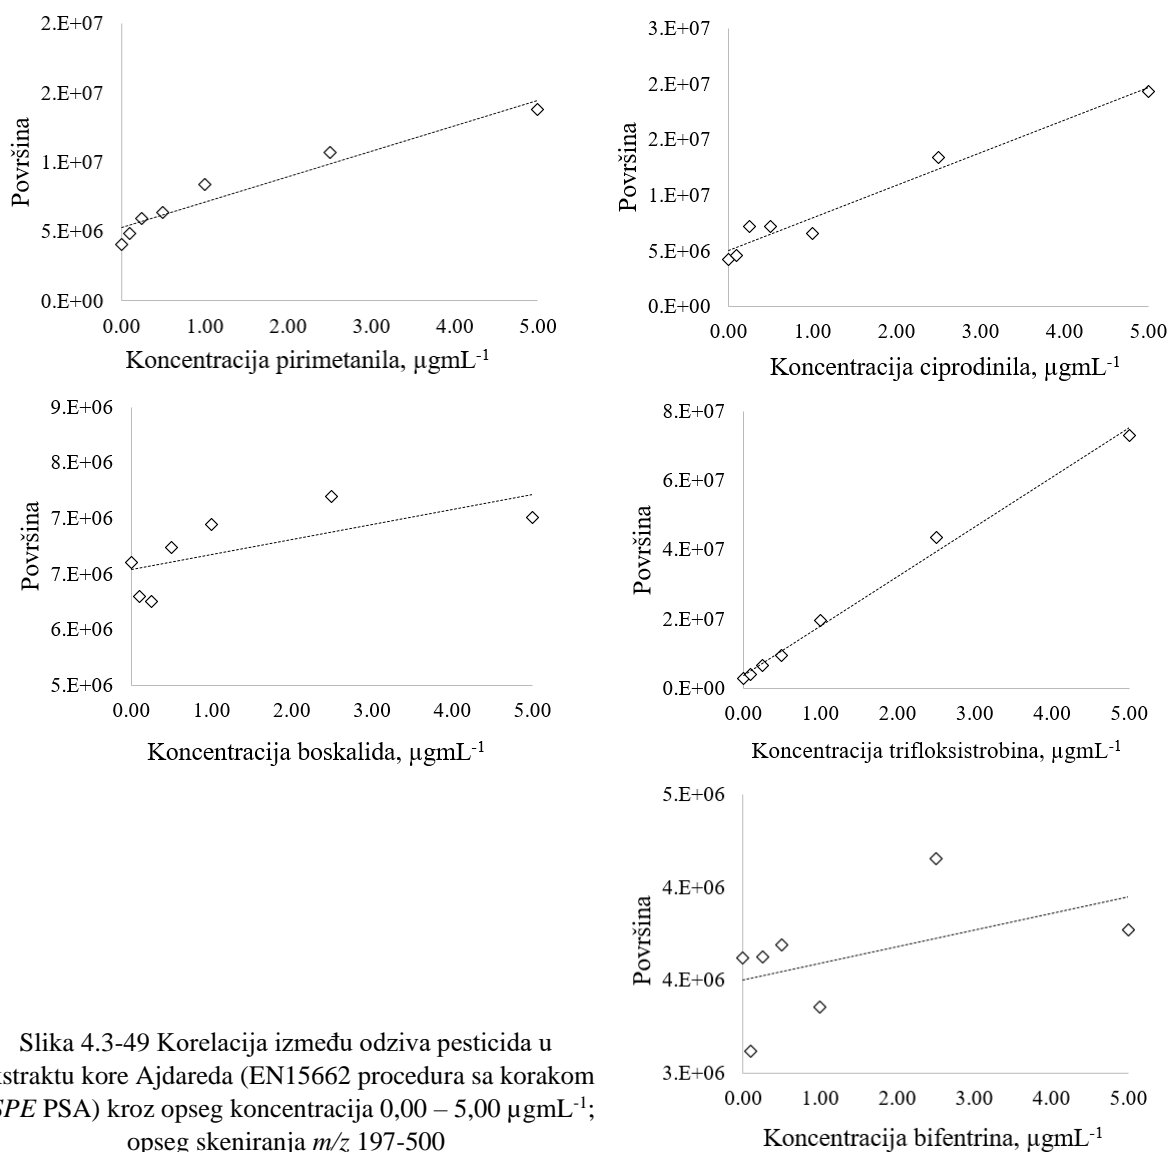 2.E+07
2.E+07
1.E+07
5.E+06
0.E+00
Površina
0.00 1.00 2.00 3.00 4.00 5.00
Koncentracija pirimetanila, µgmL-1
3.E+07
2.E+07
2.E+07
1.E+07
5.E+06
0.E+00
Površina
0.00 1.00 2.00 3.00 4.00 5.00
Koncentracija ciprodinila, µgmL-1
9.E+06
8.E+06
7.E+06
7.E+06
6.E+06
5.E+06
Površina
0.00 1.00 2.00 3.00 4.00 5.00
Koncentracija boskalida, µgmL-1
8.E+07
6.E+07
4.E+07
2.E+07
0.E+00
Površina
0.00 1.00 2.00 3.00 4.00 5.00
Koncentracija trifloksistrobina, µgmL-1
5.E+06
4.E+06
4.E+06
3.E+06
Površina
0.00 1.00 2.00 3.00 4.00 5.00
Koncentracija bifentrina, µgmL-1
Slika 4.3-49 Korelacija između odziva pesticida u
kstraktu kore Ajdareda (EN15662 procedura sa korakom
SPE PSA) kroz opseg koncentracija 0,00 – 5,00 µgmL-1;
opseg skeniranja m/z 197-500